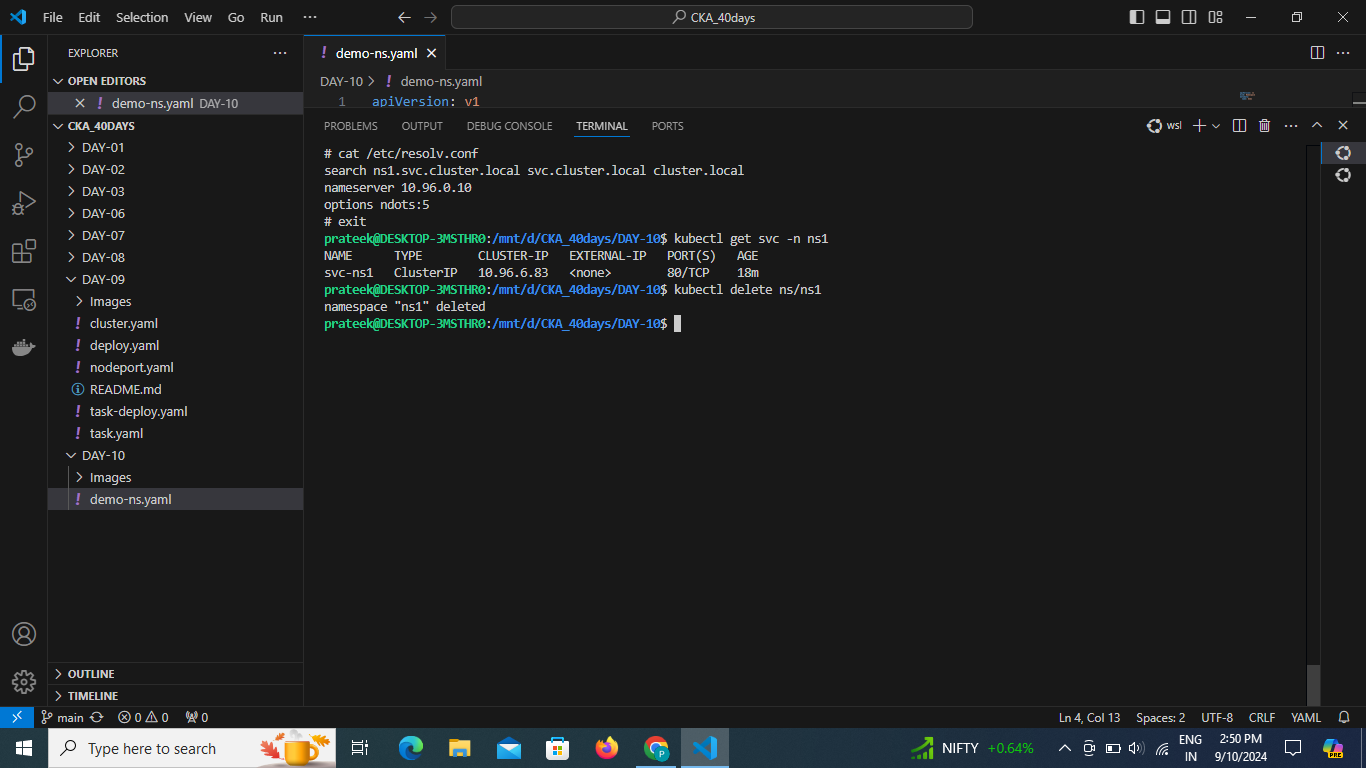 File Edit Selection View Go Run ··· CKA_40days
EXPLORER ···
OPEN EDITORS
! demo-ns.yaml DAY-10
CKA_40DAYS
DAY-01
DAY-02
DAY-03
DAY-06
DAY-07
DAY-08
DAY-09
Images
! cluster.yaml
! deploy.yaml
! nodeport.yaml
README.md
! task-deploy.yaml
! task.yaml
DAY-10
Images
! demo-ns.yaml
OUTLINE
TIMELINE
! demo-ns.yaml
DAY-10 > ! demo-ns.yaml
1 apiVersion: v1
PROBLEMS OUTPUT DEBUG CONSOLE TERMINAL PORTS wsl
# cat /etc/resolv.conf
search ns1.svc.cluster.local svc.cluster.local cluster.local
nameserver 10.96.0.10
options ndots:5
# exit
prateek@DESKTOP-3MSTHR0:/mnt/d/CKA_40days/DAY-10$ kubectl get svc -n ns1
NAME TYPE CLUSTER-IP EXTERNAL-IP PORT(S) AGE
svc-ns1 ClusterIP 10.96.6.83 <none> 80/TCP 18m
prateek@DESKTOP-3MSTHR0:/mnt/d/CKA_40days/DAY-10$ kubectl delete ns/ns1
namespace "ns1" deleted
prateek@DESKTOP-3MSTHR0:/mnt/d/CKA_40days/DAY-10$
main 0 0 0 Ln 4, Col 13 Spaces: 2 UTF-8 CRLF YAML
Type here to search NIFTY +0.64% ENG 2:50 PM
IN 9/10/2024
PRE